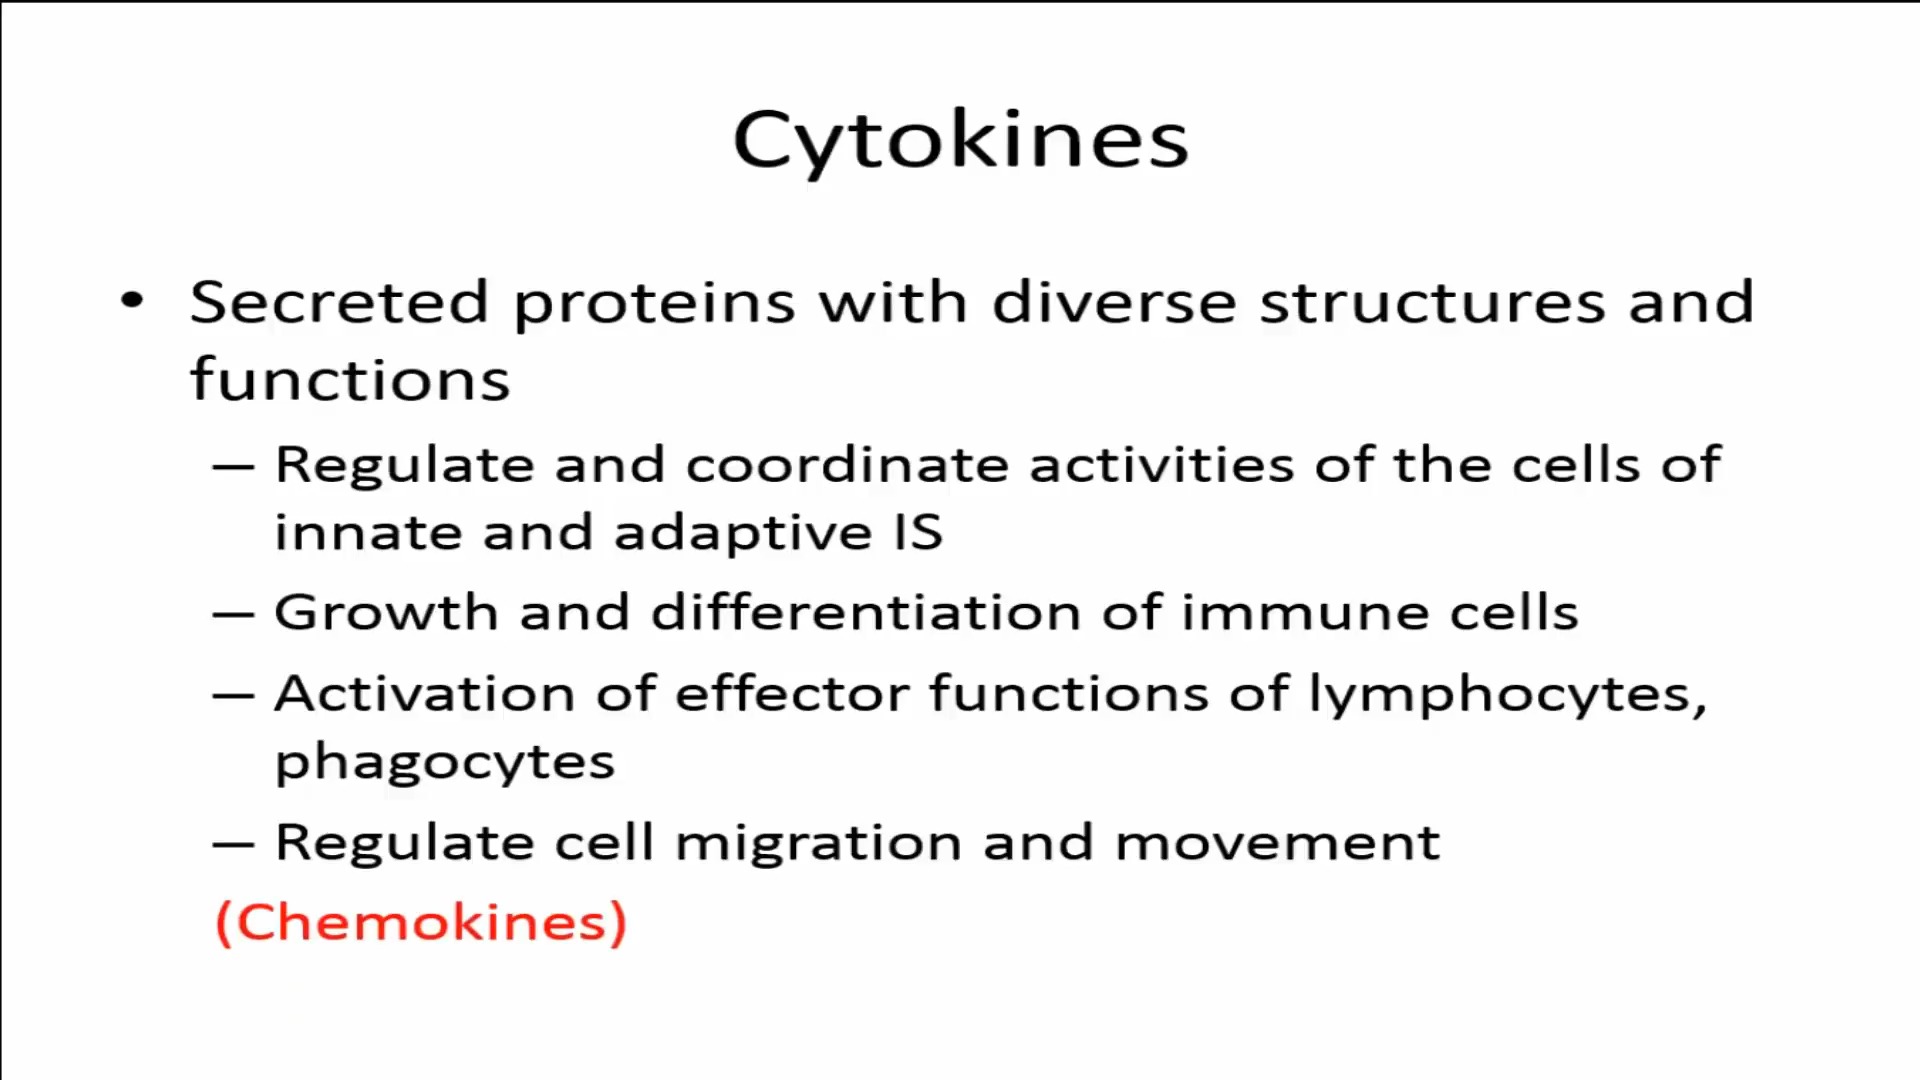 Cytokines
• Secreted proteins with diverse structures and
functions
– Regulate and coordinate activities of the cells of
innate and adaptive IS
– Growth and differentiation of immune cells
– Activation of effector functions of lymphocytes,
phagocytes
– Regulate cell migration and movement
(Chemokines)